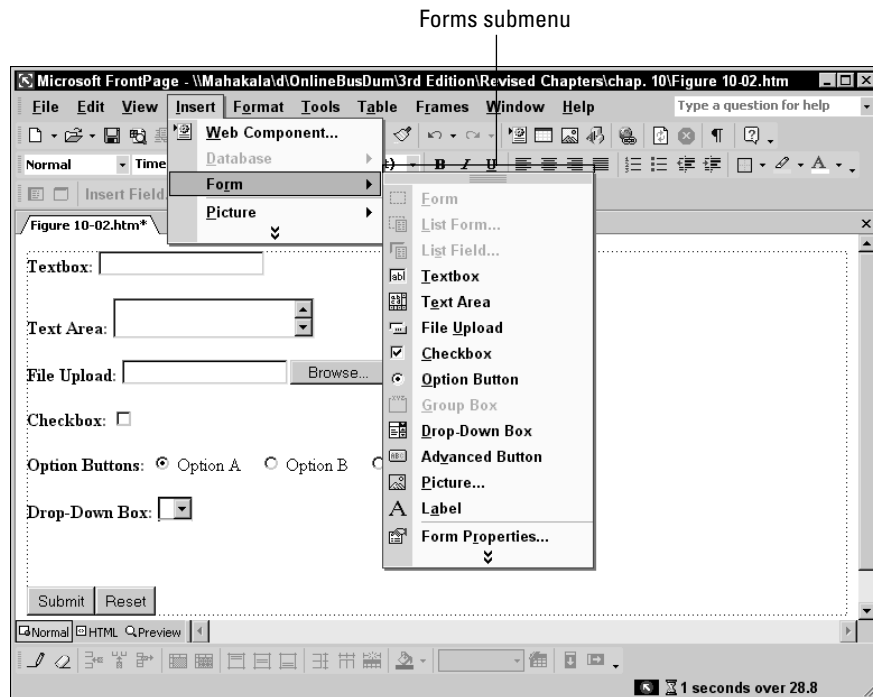 Forms submenu
Microsoft FrontPage - \\Mahakala\d\OnlineBusDum\3rd Edition\Revised Chapters\chap. 10\Figure 10-02.htm
File Edit View Insert Format Tools Table Frames Window Help Type a question for help
Web Component...
Normal Time Database B I U
Form
Insert Field
Picture
Figure 10-02.htm*
Form
List Form...
List Field...
Textbox
Text Area
File Upload
Checkbox
Option Button
Group Box
Drop-Down Box
Advanced Button
Picture...
Label
Form Properties...
Textbox:
Text Area:
File Upload: Browse...
Checkbox:
Option Buttons: Option A Option B
Drop-Down Box:
Submit Reset
Normal HTML Preview
1 seconds over 28.8